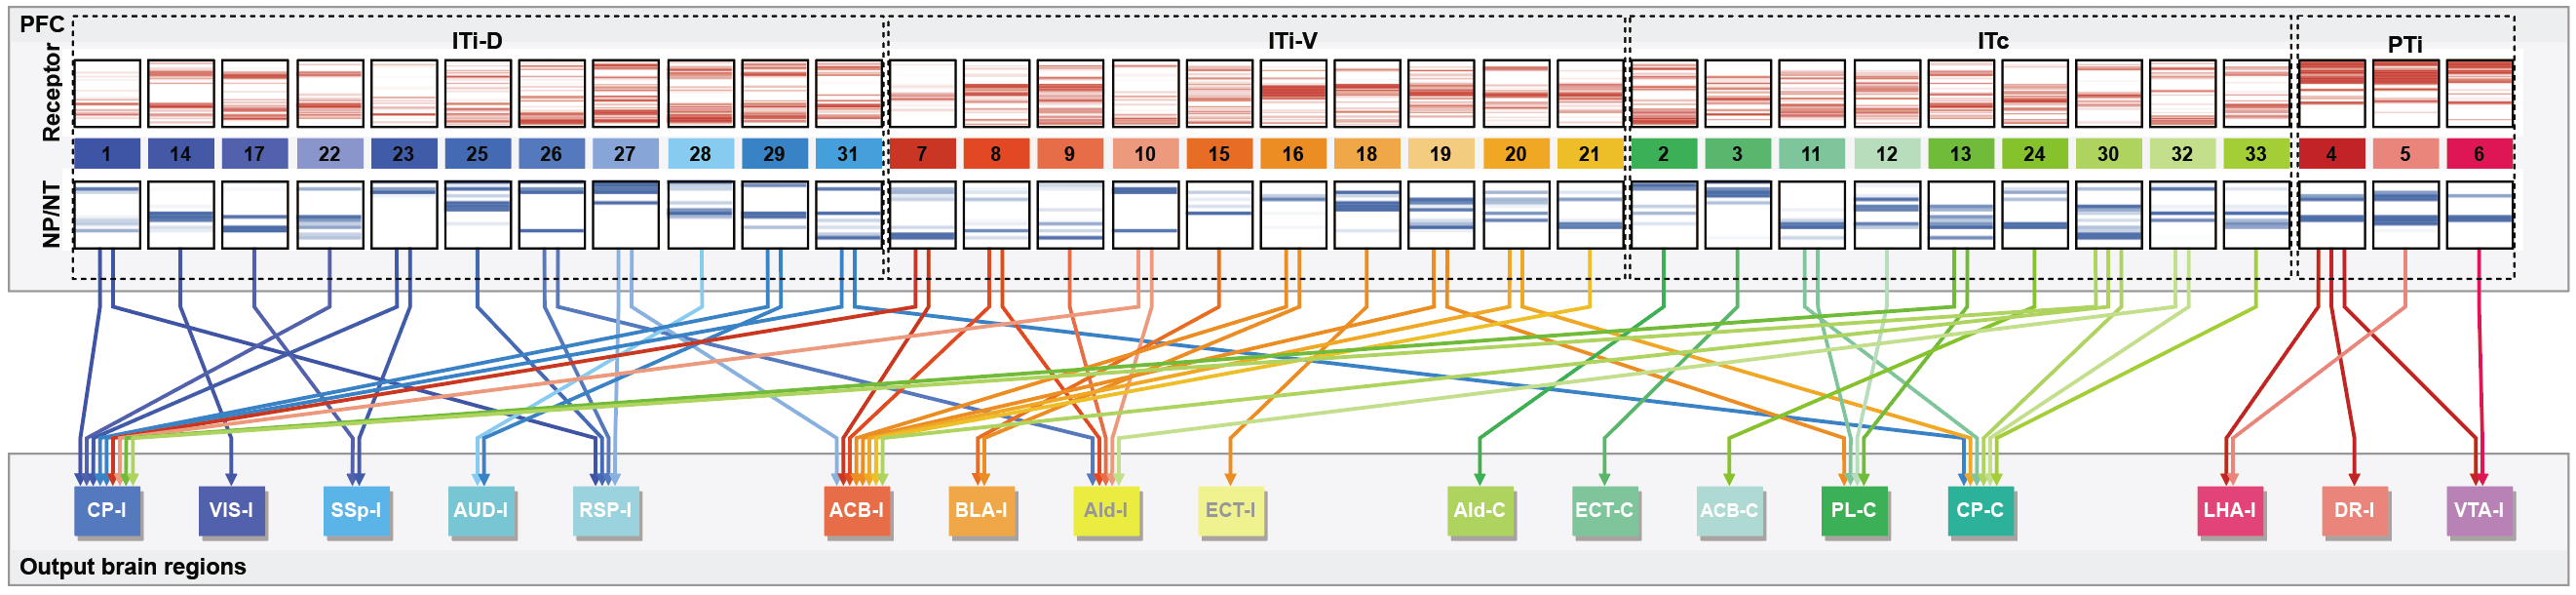 PFC
ITi-D ITi-V ITc PTi
Receptor
1 14 17 22 23 25 26 27 28 29 31 7 8 9 10 15 16 18 19 20 21 2 3 11 12 13 24 30 32 33 4 5 6
NP/NT
CP-I VIS-I SSp-I AUD-I RSP-I ACB-I BLA-I AId-I ECT-I AId-C ECT-C ACB-C PL-C CP-C LHA-I DR-I VTA-I
Output brain regions